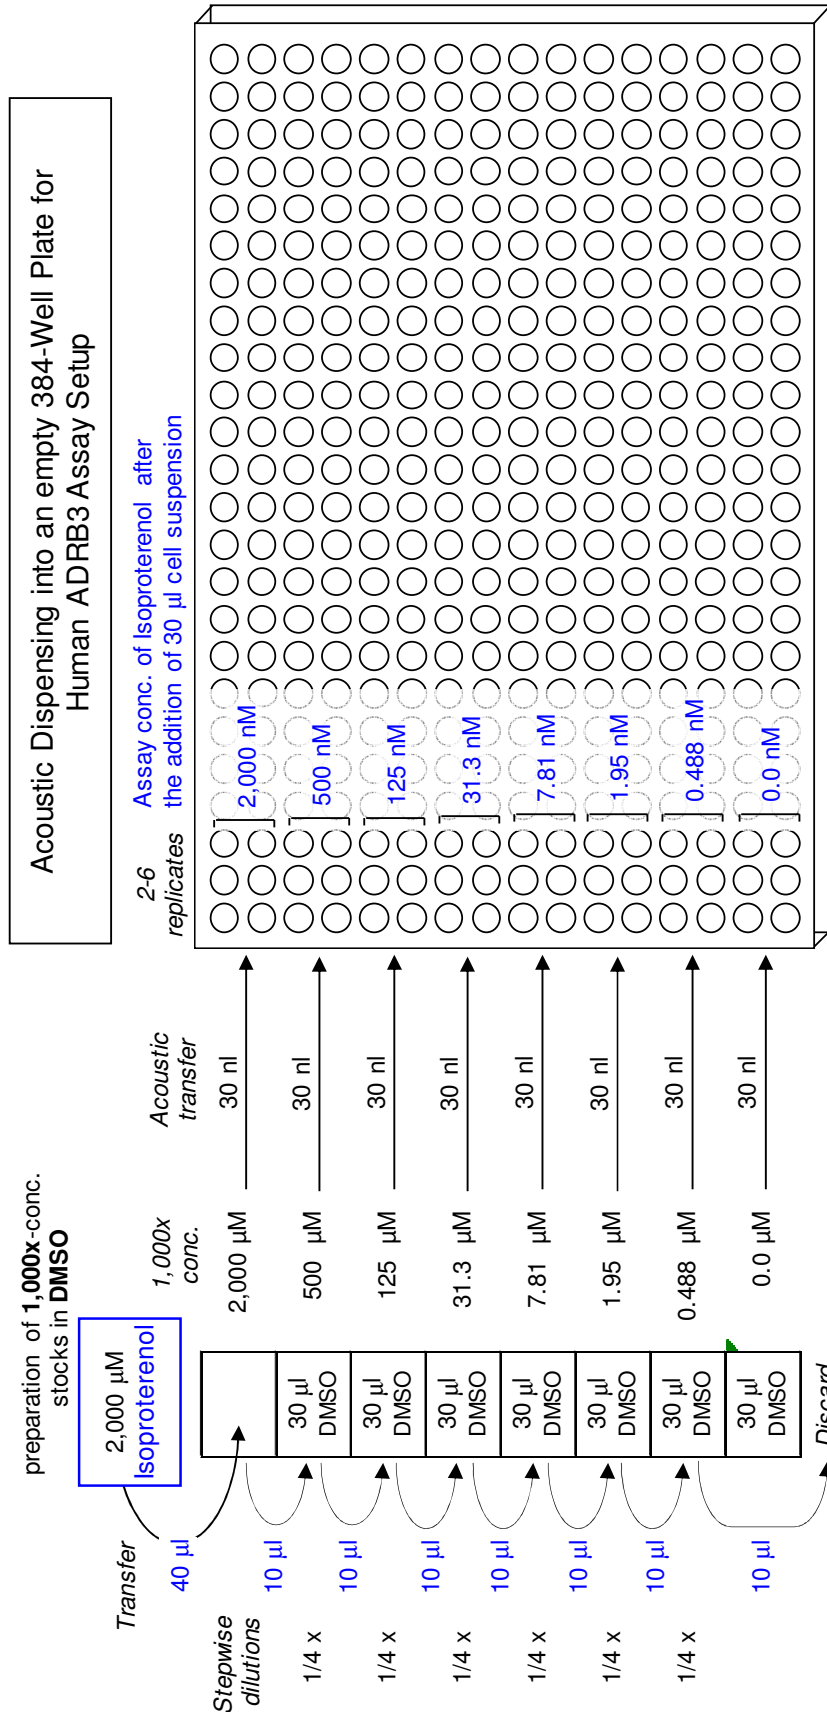 Acoustic Dispensing into an empty 384-Well Plate for
Human ADRB3 Assay Setup
preparation of 1,000x-conc.
stocks in DMSO
2,000 µM
Isoproterenol
Transfer
40 µl
Stepwise
dilutions
1,000x
conc.
Acoustic
transfer
2-6
replicates
Assay conc. of Isoproterenol after
the addition of 30 µl cell suspension
2,000 µM
30 nl
2,000 nM
10 µl
1/4 x
30 µl
DMSO
500 µM
30 nl
500 nM
10 µl
1/4 x
30 µl
DMSO
125 µM
30 nl
125 nM
10 µl
1/4 x
30 µl
DMSO
31.3 µM
30 nl
31.3 nM
10 µl
1/4 x
30 µl
DMSO
7.81 µM
30 nl
7.81 nM
10 µl
1/4 x
30 µl
DMSO
1.95 µM
30 nl
1.95 nM
10 µl
1/4 x
30 µl
DMSO
0.488 µM
30 nl
0.488 nM
10 µl
30 µl
DMSO
0.0 µM
30 nl
0.0 nM
Discard